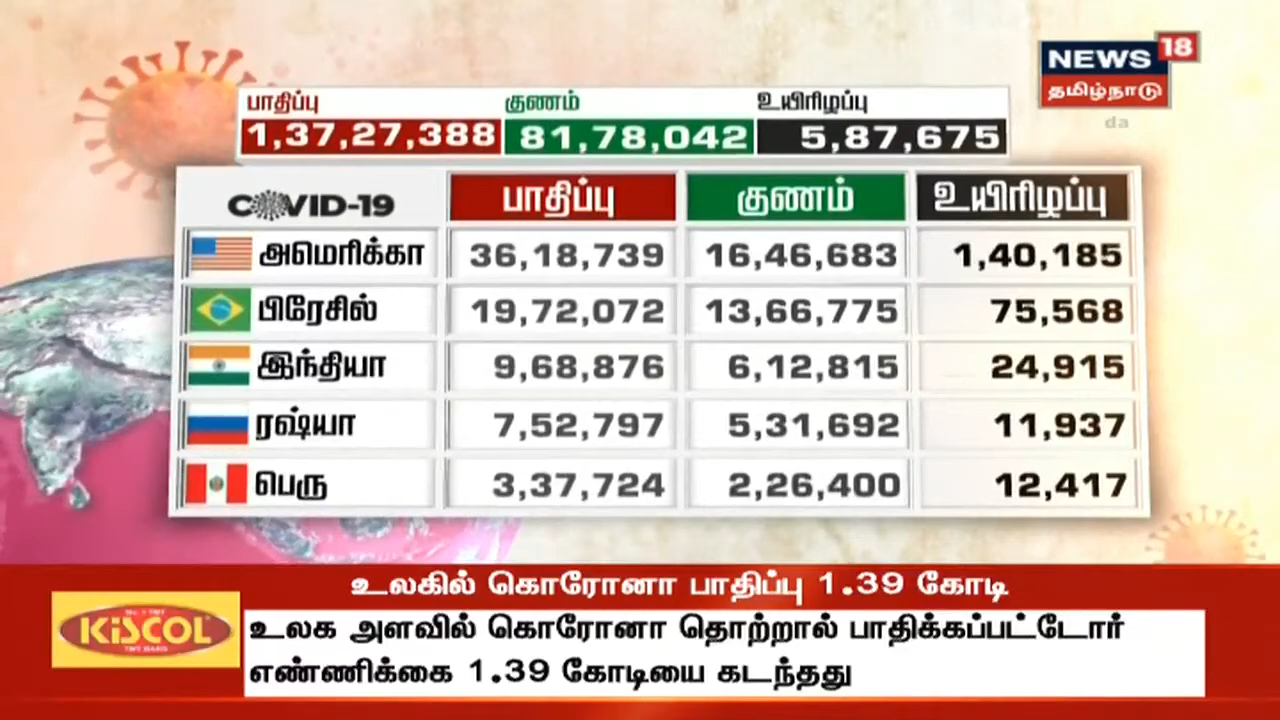 NEWS 18
தமிழ்நாடு
da
பாதிப்பு குணம் உயிரிழப்பு
1,37,27,388 81,78,042 5,87,675
COVID-19 பாதிப்பு குணம் உயிரிழப்பு
அமெரிக்கா 36,18,739 16,46,683 1,40,185
பிரேசில் 19,72,072 13,66,775 75,568
இந்தியா 9,68,876 6,12,815 24,915
ரஷ்யா 7,52,797 5,31,692 11,937
பெரு 3,37,724 2,26,400 12,417
உலகில் கொரோனா பாதிப்பு 1.39 கோடி
KiSCOL
உலக அளவில் கொரோனா தொற்றால் பாதிக்கப்பட்டோர்
எண்ணிக்கை 1.39 கோடியை கடந்தது